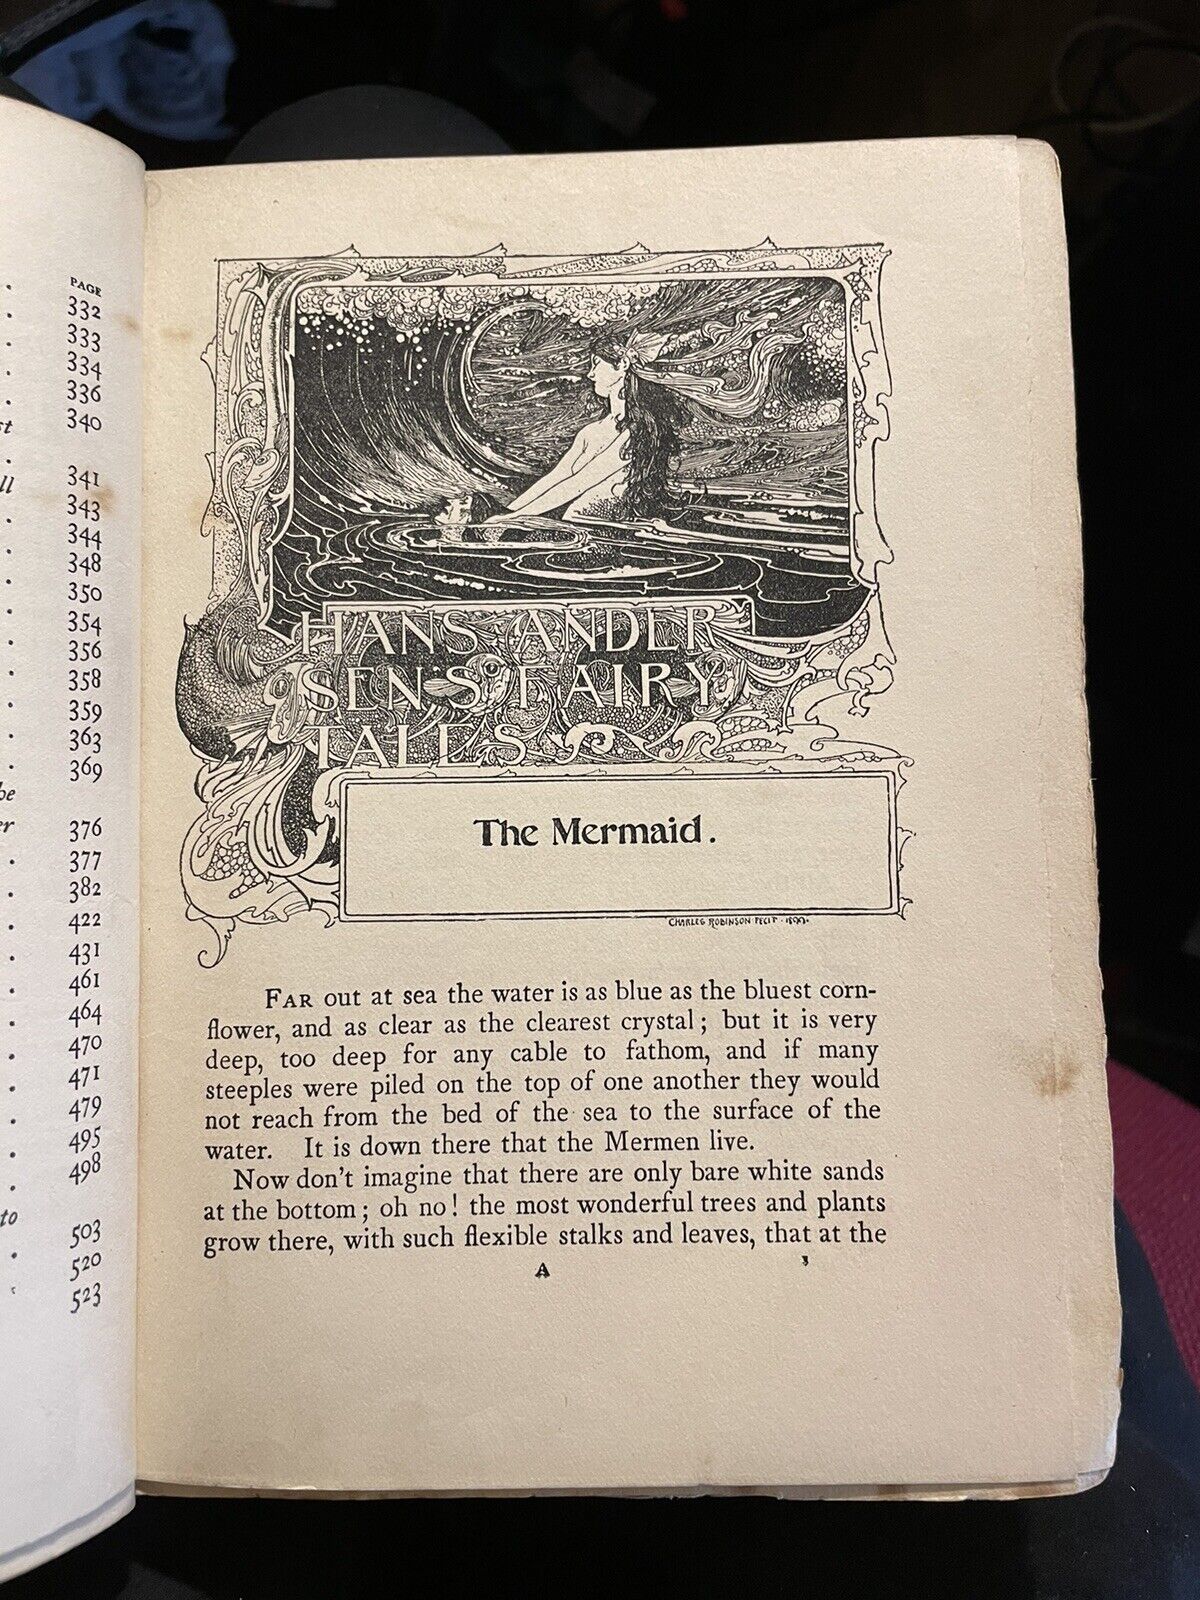 PAGE
332
333
334
336
st 340
341
ll 343
344
348
350
354
356
358
359
363
369
he
er 376
377
382
422
431
461
464
470
471
479
495
498
to
503
520
523
HANS ANDER
SEN'S FAIRY
TALES
The Mermaid.
CHARLES ROBINSON FECIT · 1899.
FAR out at sea the water is as blue as the bluest corn-
flower, and as clear as the clearest crystal; but it is very
deep, too deep for any cable to fathom, and if many
steeples were piled on the top of one another they would
not reach from the bed of the sea to the surface of the
water. It is down there that the Mermen live.
Now don't imagine that there are only bare white sands
at the bottom; oh no! the most wonderful trees and plants
grow there, with such flexible stalks and leaves, that at the
A 3